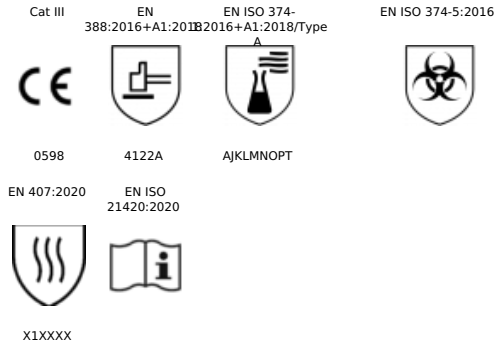 Cat III
EN
388:2016+A1:2018
EN ISO 374-
1:2016+A1:2018/Type
A
EN ISO 374-5:2016
CE
0598
4122A
AJKLMNOPT
EN 407:2020
EN ISO
21420:2020
i
X1XXXX